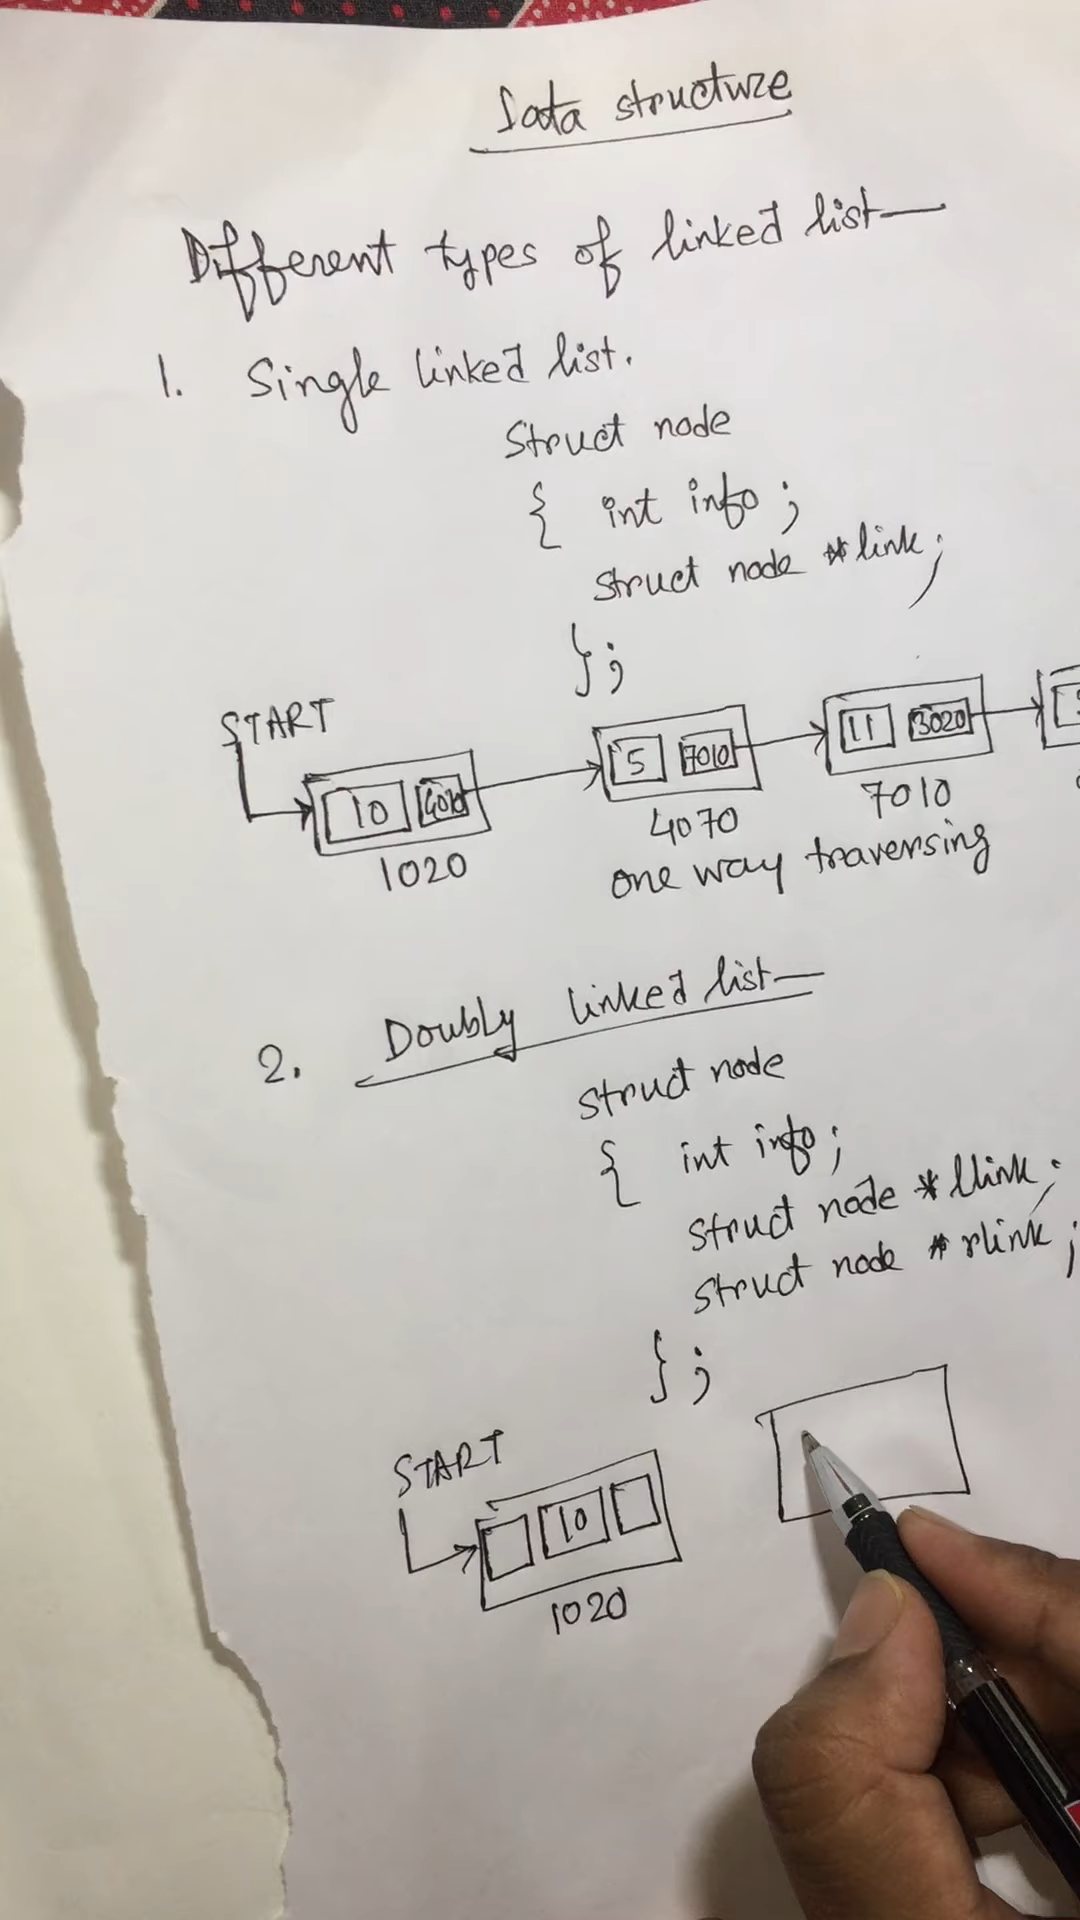 Data structure
Different types of linked list—
1. Single linked list.
Struct node
{ int info;
struct node *link;
};
START
10 5 7010 11 3020
1020 4070 7010
one way traversing
2. Doubly linked list—
struct node
{ int info;
struct node *llink;
struct node *rlink;
};
START
10
1020